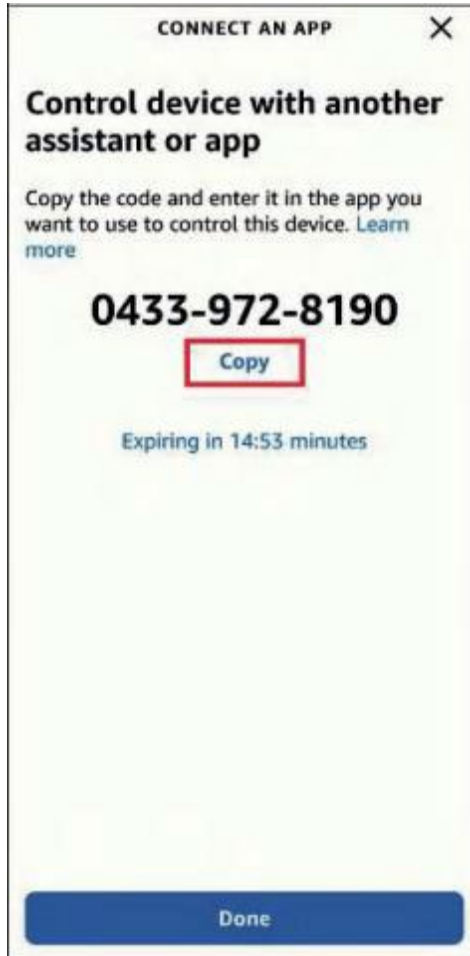 CONNECT AN APP
Control device with another
assistant or app
Copy the code and enter it in the app you
want to use to control this device. Learn
more
0433-972-8190
Copy
Expiring in 14:53 minutes
Done